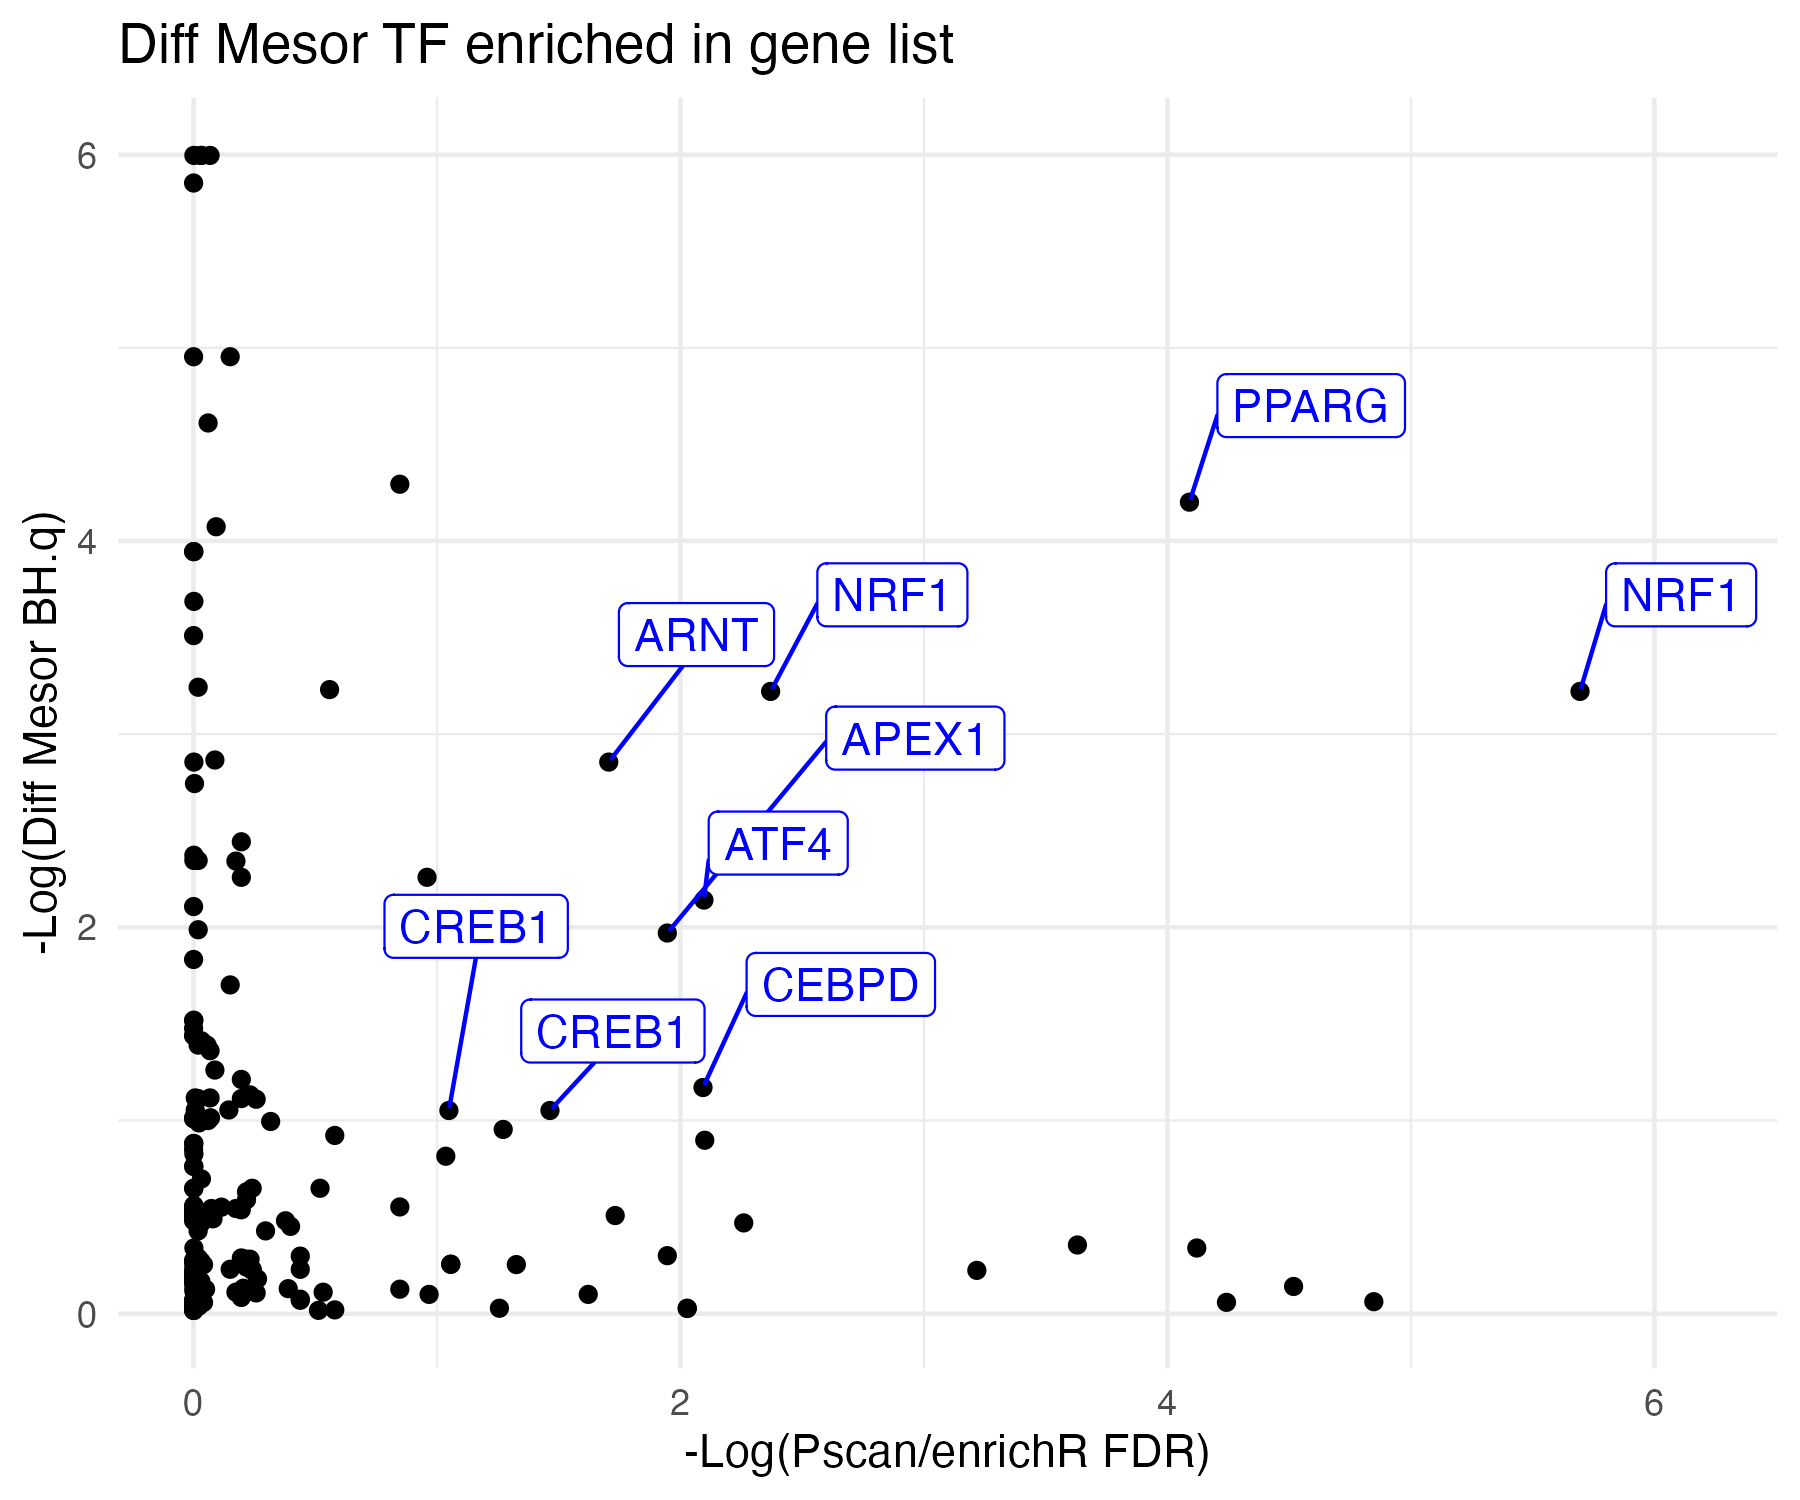 Diff Mesor TF enriched in gene list
-Log(Diff Mesor BH.q)
6
4
2
0
PPARG
NRF1
NRF1
ARNT
APEX1
ATF4
CREB1
CEBPD
CREB1
0 2 4 6
-Log(Pscan/enrichR FDR)